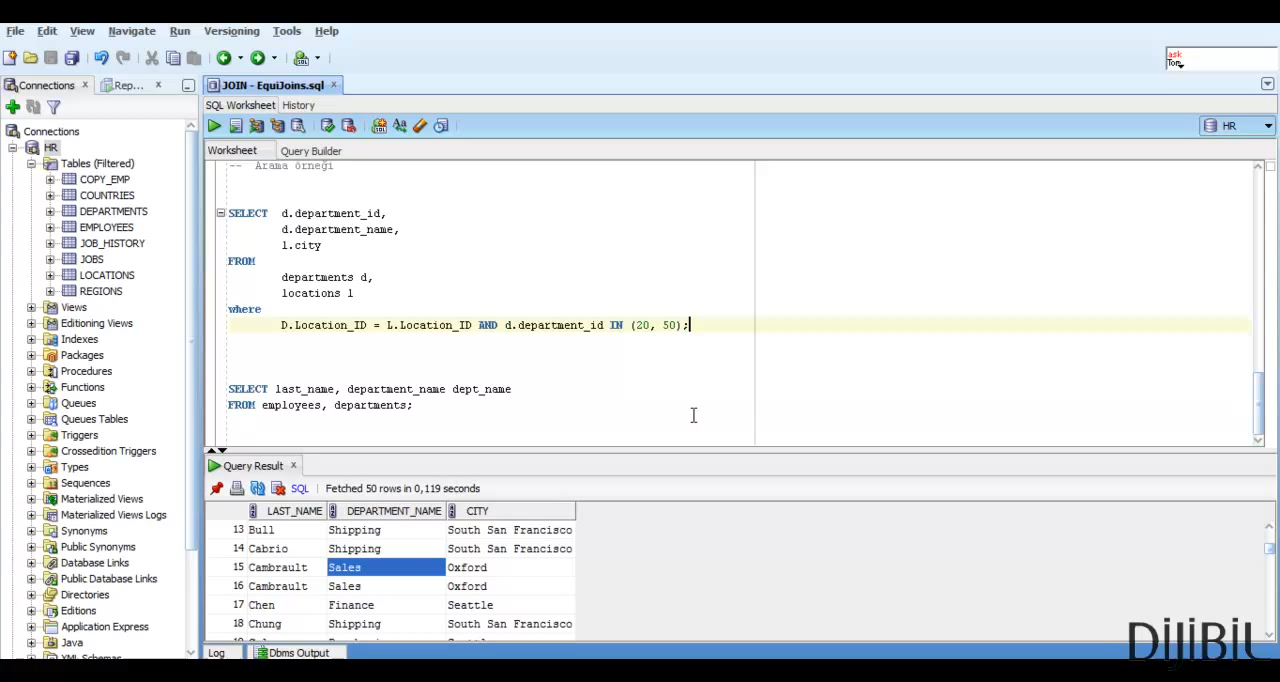 File Edit View Navigate Run Versioning Tools Help
ask
Tom
Connections Rep... JOIN - EquiJoins.sql
SQL Worksheet History
HR
Worksheet Query Builder
Connections
HR
Tables (Filtered)
COPY_EMP
COUNTRIES
DEPARTMENTS
EMPLOYEES
JOB_HISTORY
JOBS
LOCATIONS
REGIONS
Views
Editioning Views
Indexes
Packages
Procedures
Functions
Queues
Queues Tables
Triggers
Crossedition Triggers
Types
Sequences
Materialized Views
Materialized Views Logs
Synonyms
Public Synonyms
Database Links
Public Database Links
Directories
Editions
Application Express
Java
XML Schemas
-- Arama örneği
SELECT d.department_id,
d.department_name,
l.city
FROM
departments d,
locations l
where
D.Location_ID = L.Location_ID AND d.department_id IN (20, 50);
SELECT last_name, department_name dept_name
FROM employees, departments;
Query Result
SQL | Fetched 50 rows in 0,119 seconds
LAST_NAME DEPARTMENT_NAME CITY
13 Bull Shipping South San Francisco
14 Cabrio Shipping South San Francisco
15 Cambrault Sales Oxford
16 Cambrault Sales Oxford
17 Chen Finance Seattle
18 Chung Shipping South San Francisco
Log Dbms Output
DijiBiL